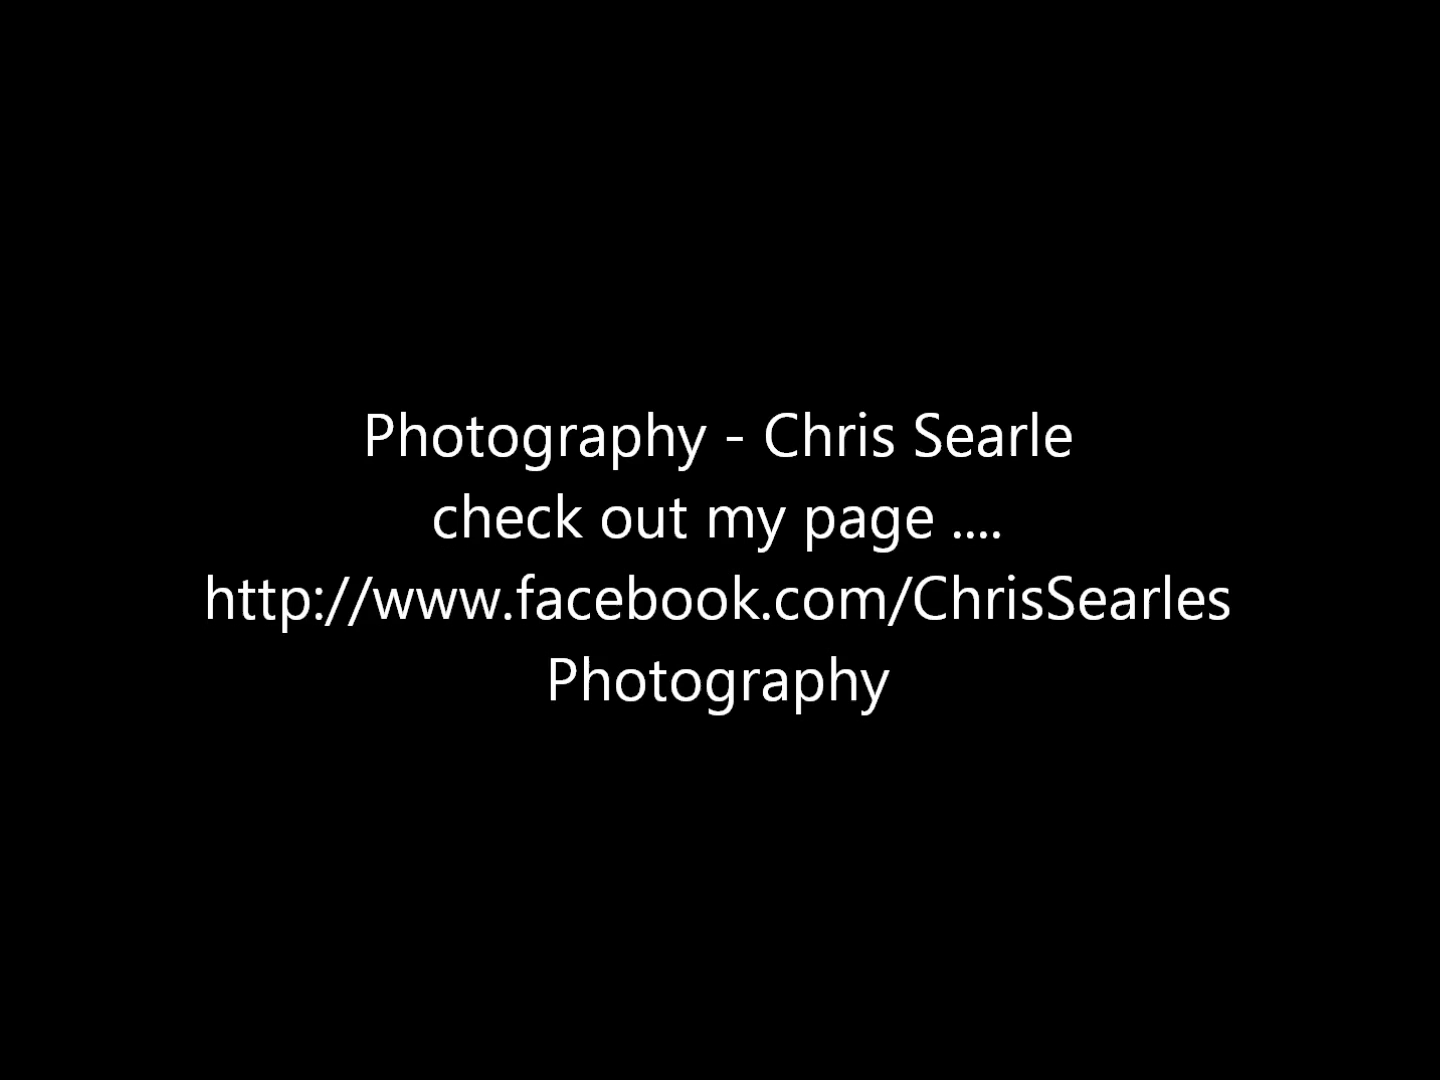 Photography - Chris Searle
check out my page ....
http://www.facebook.com/ChrisSearles
Photography